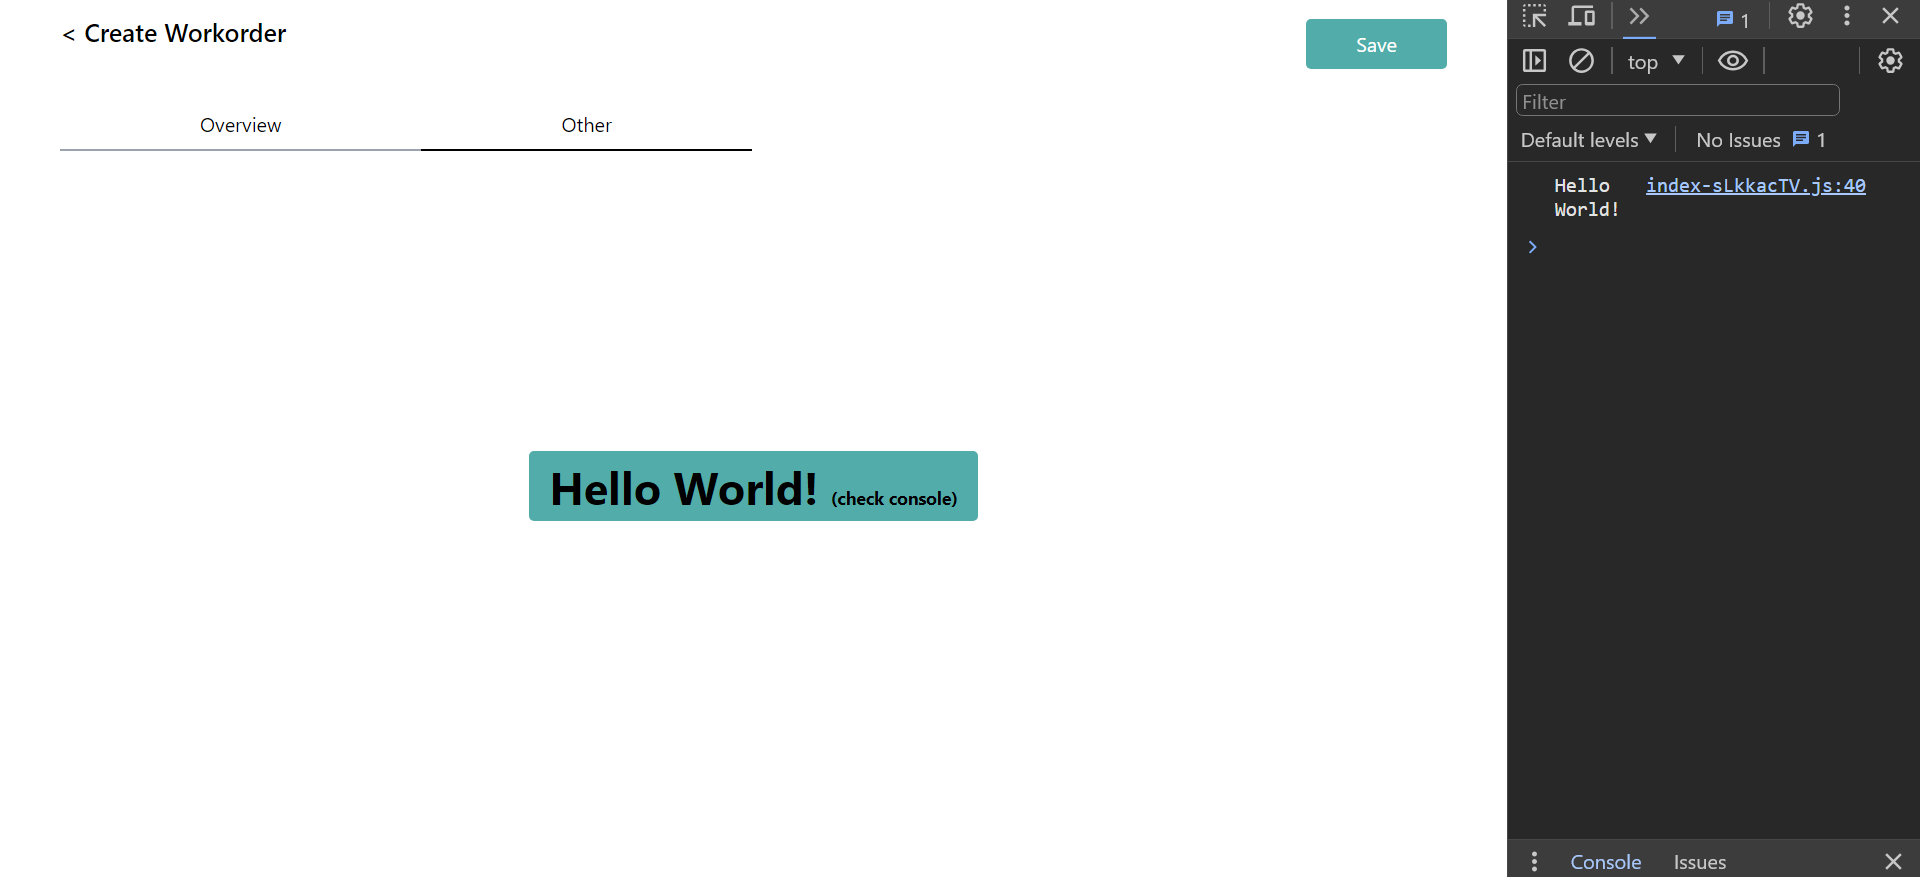 < Create Workorder
Save
Overview
Other
Hello World! (check console)
1
top
Filter
Default levels
No Issues
1
Hello
World!
index-sLkkacTV.js:40
Console
Issues